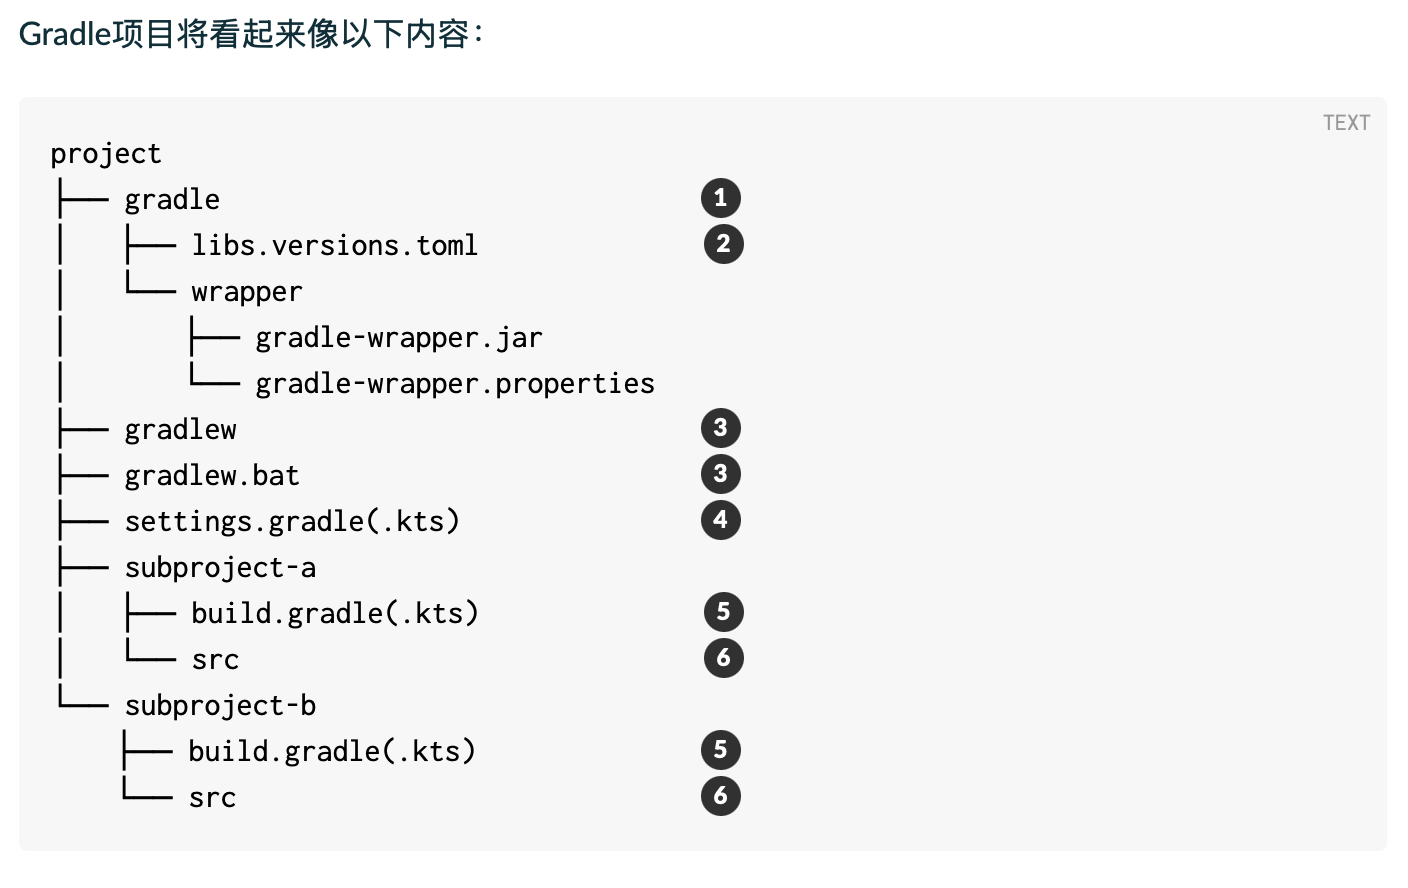 Gradle项目将看起来像以下内容：
TEXT
project
├── gradle 1
│   ├── libs.versions.toml 2
│   └── wrapper
│       ├── gradle-wrapper.jar
│       └── gradle-wrapper.properties
├── gradlew 3
├── gradlew.bat 3
├── settings.gradle(.kts) 4
├── subproject-a
│   ├── build.gradle(.kts) 5
│   └── src 6
└── subproject-b
    ├── build.gradle(.kts) 5
    └── src 6